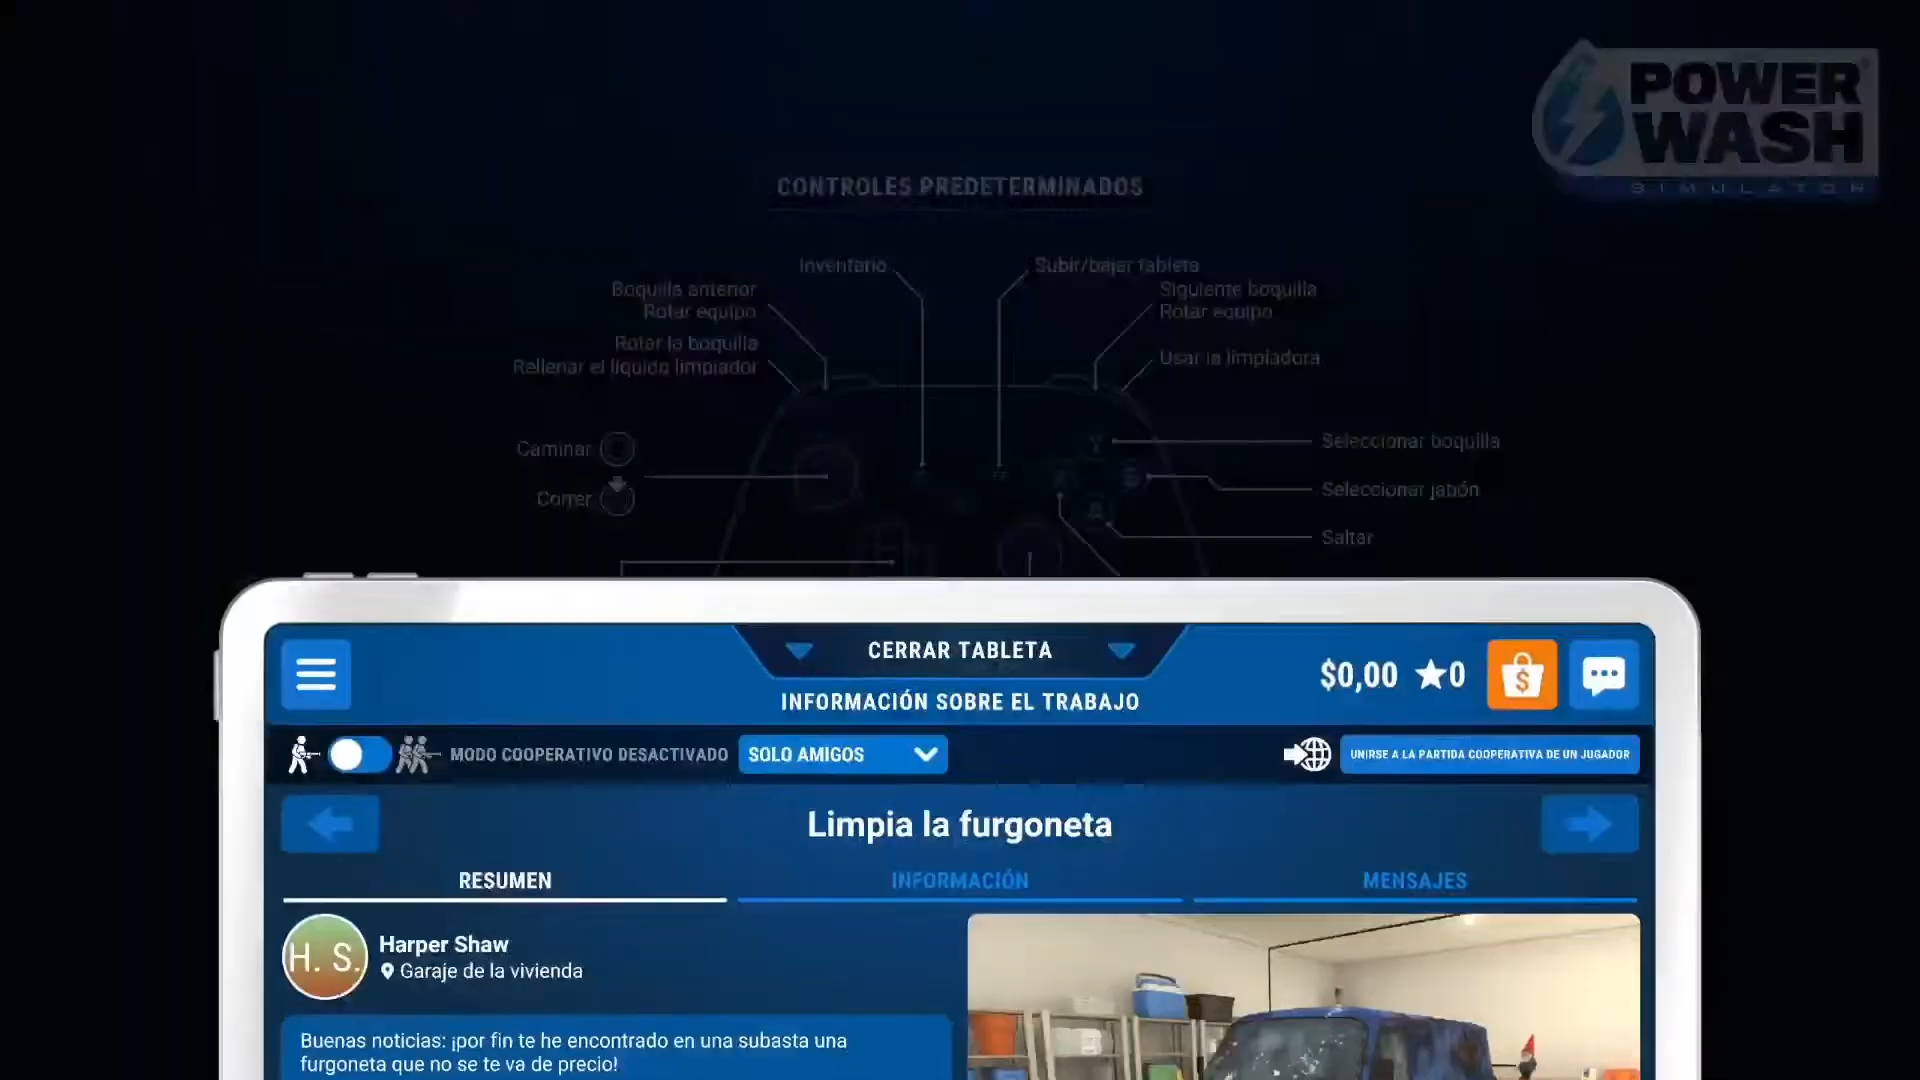 POWER
WASH
SIMULATOR
CONTROLES PREDETERMINADOS
Inventario
Subir/bajar tableta
Boquilla anterior
Rotar equipo
Siguiente boquilla
Rotar equipo
Rotar la boquilla
Rellenar el líquido limpiador
Usar la limpiadora
Caminar
Correr
Y
Seleccionar boquilla
Seleccionar jabón
A
Saltar
CERRAR TABLETA
INFORMACIÓN SOBRE EL TRABAJO
$0,00 ★0
MODO COOPERATIVO DESACTIVADO
SOLO AMIGOS
UNIRSE A LA PARTIDA COOPERATIVA DE UN JUGADOR
Limpia la furgoneta
RESUMEN
INFORMACIÓN
MENSAJES
H. S.
Harper Shaw
Garaje de la vivienda
Buenas noticias: ¡por fin te he encontrado en una subasta una
furgoneta que no se te va de precio!